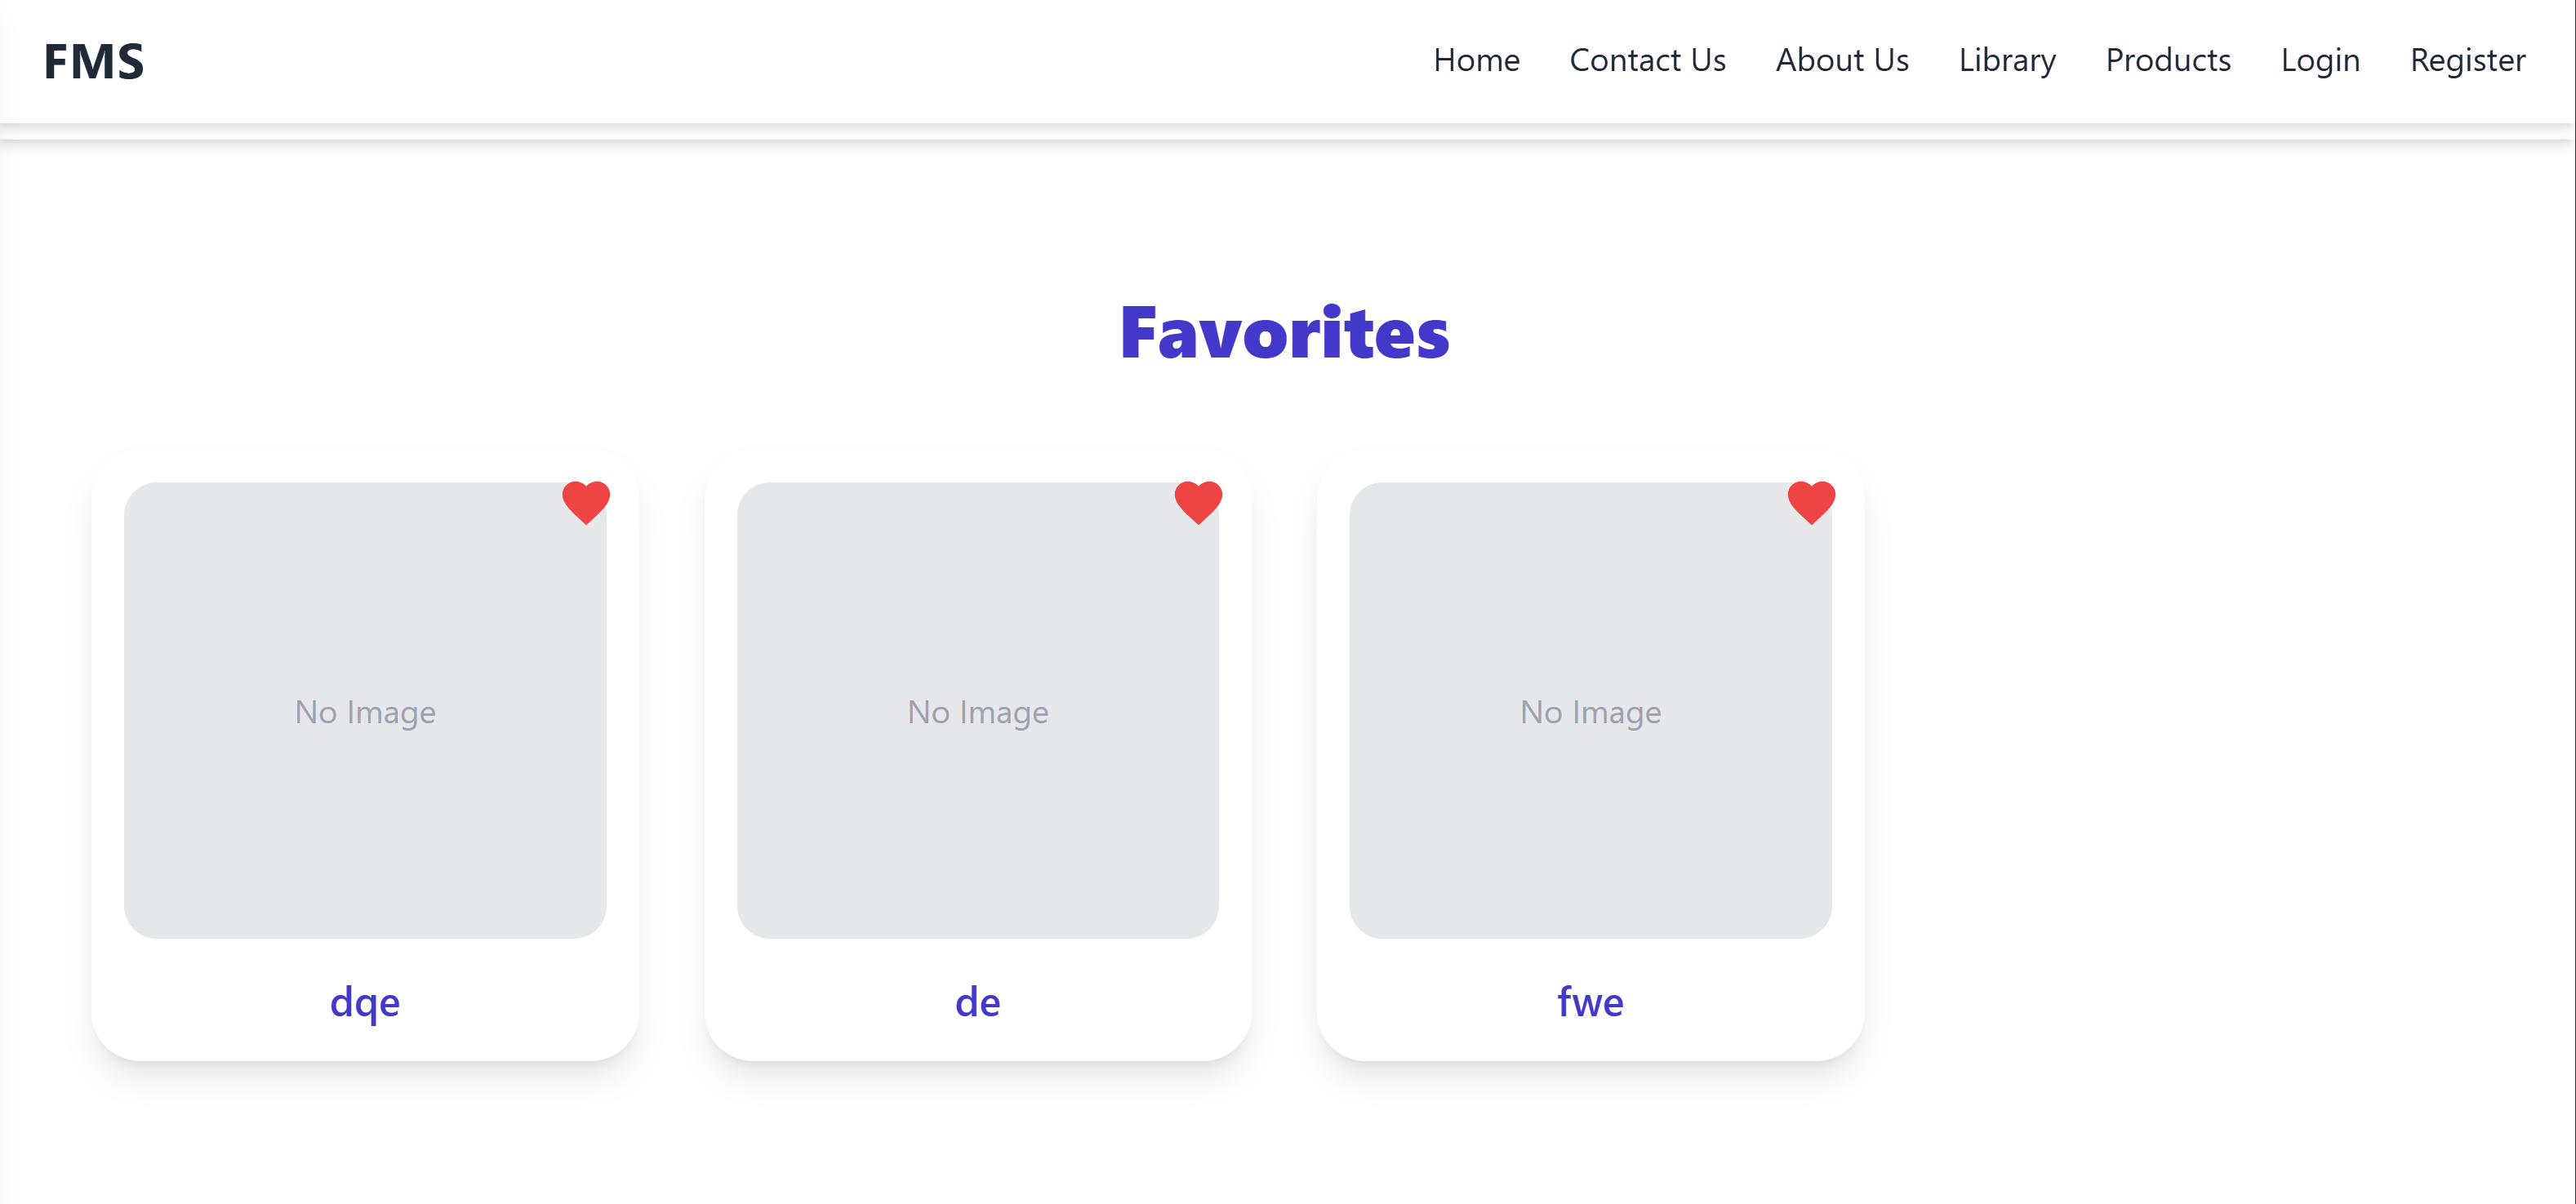 FMS Home Contact Us About Us Library Products Login Register
Favorites
No Image No Image No Image
dqe de fwe